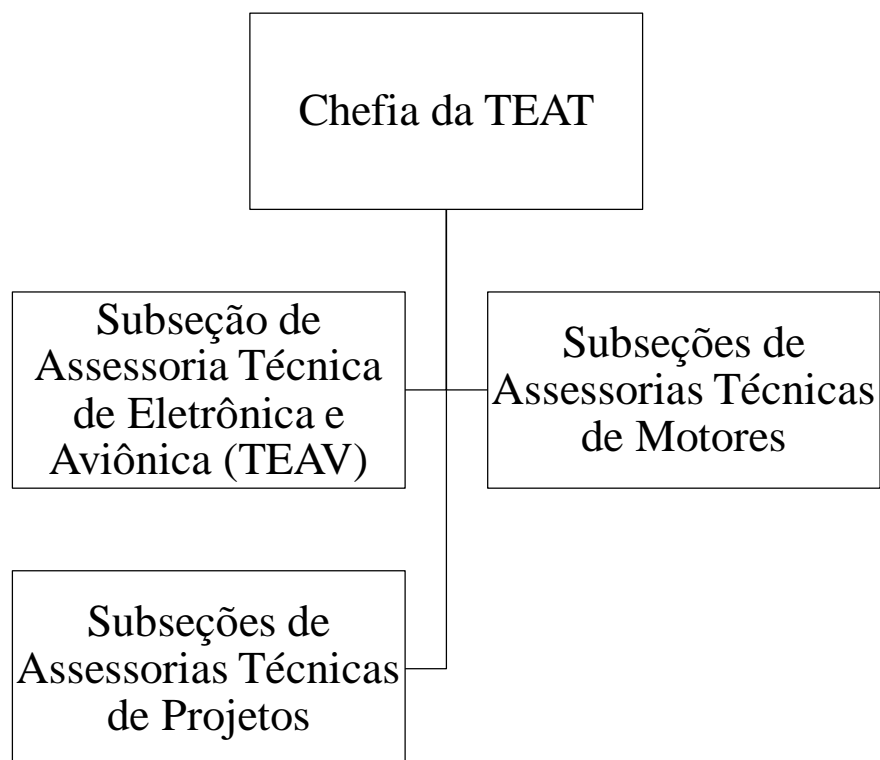 Chefia da TEAT
Subseção de
Assessoria Técnica
de Eletrônica e
Aviônica (TEAV)
Subseções de
Assessorias Técnicas
de Motores
Subseções de
Assessorias Técnicas
de Projetos